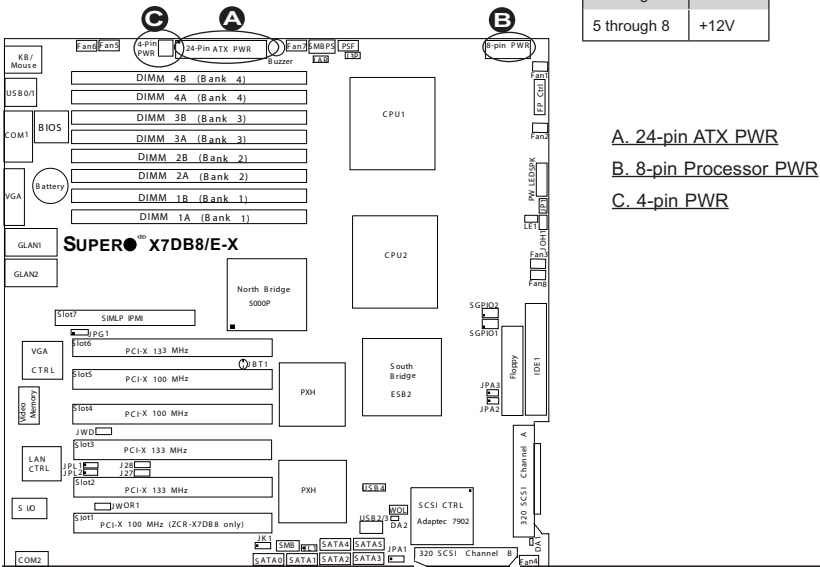 C
A
B
5 through 8 +12V
Fan6 Fan5
4-Pin PWR
24-Pin ATX PWR
Buzzer
Fan7 SMBPS PSF
LAR J3P
8-pin PWR
KB/ Mouse
USB0/1
COM1
BIOS
Battery
VGA
GLAN1
GLAN2
DIMM 4B (Bank 4)
DIMM 4A (Bank 4)
DIMM 3B (Bank 3)
DIMM 3A (Bank 3)
DIMM 2B (Bank 2)
DIMM 2A (Bank 2)
DIMM 1B (Bank 1)
DIMM 1A (Bank 1)
CPU1
Fan1
FP Ctrl
Fan2
PW LED SPK
JP1
LE1
JOH1
Fan3
Fan8
A. 24-pin ATX PWR
B. 8-pin Processor PWR
C. 4-pin PWR
SUPER X7DB8/E-X
CPU2
North Bridge
5000P
Slot7 SIMLP IPMI
JPG1
SGPIO2
SGPIO1
VGA
CTRL
Slot6 PCI-X 133 MHz
JBT1
Slot5 PCI-X 100 MHz
PXH
South Bridge
ESB2
Floppy
IDE1
Video Memory
Slot4 PCI-X 100 MHz
JPA3
JPA2
JWD
Slot3 PCI-X 133 MHz
LAN CTRL
JPL1
JPL2
J28
J27
Slot2 PCI-X 133 MHz
PXH
USB4
320 SCSI Channel A
S I/O
JWOR1
WOL
USB2/3
DA2
SCSI CTRL
Adaptec 7902
Slot1 PCI-X 100 MHz (ZCR-X7DB8 only)
JK1
SMB
SATA4 SATA5
JPA1
DA1
COM2
SATA0 SATA1 SATA2 SATA3
320 SCSI Channel B
Fan4